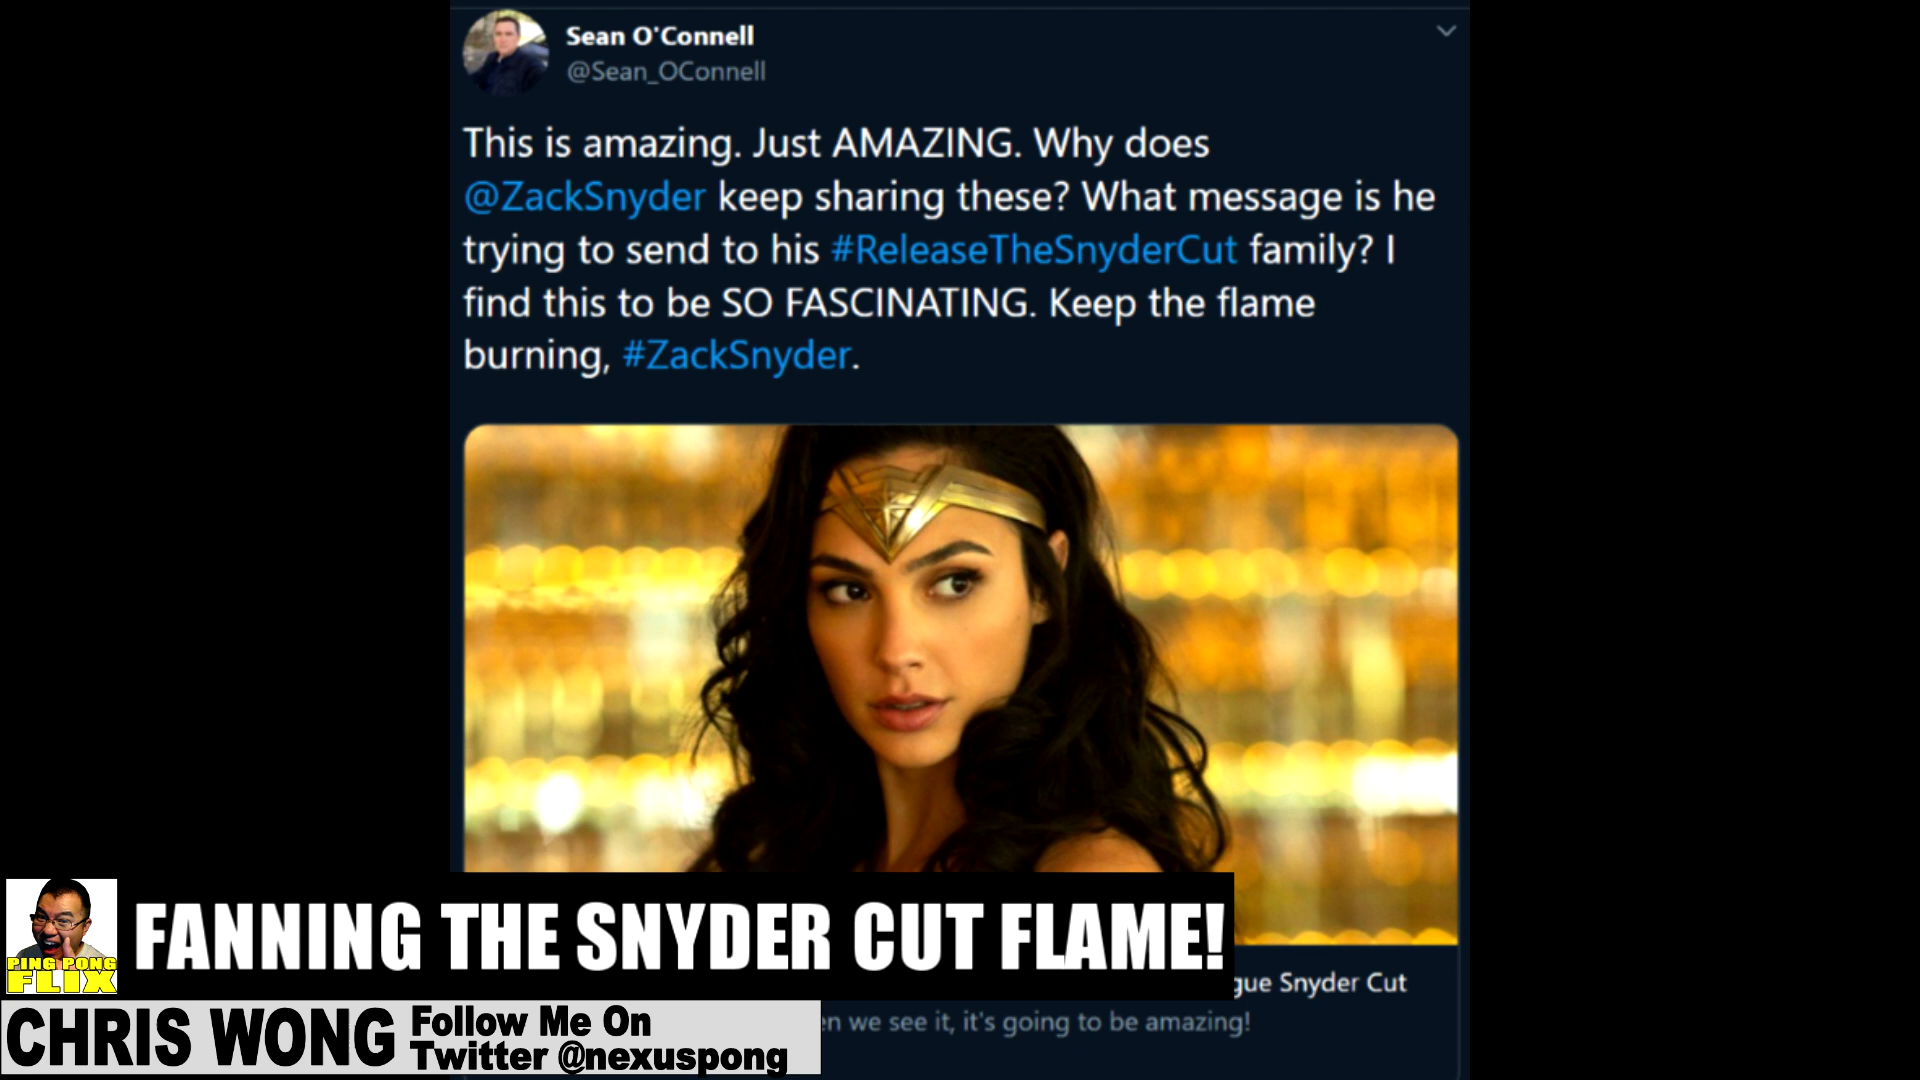 Sean O'Connell
@Sean_OConnell
This is amazing. Just AMAZING. Why does
@ZackSnyder keep sharing these? What message is he
trying to send to his #ReleaseTheSnyderCut family? I
find this to be SO FASCINATING. Keep the flame
burning, #ZackSnyder.
PING PONG
FLIX
FANNING THE SNYDER CUT FLAME!
gue Snyder Cut
en we see it, it's going to be amazing!
CHRIS WONG
Follow Me On
Twitter @nexuspong